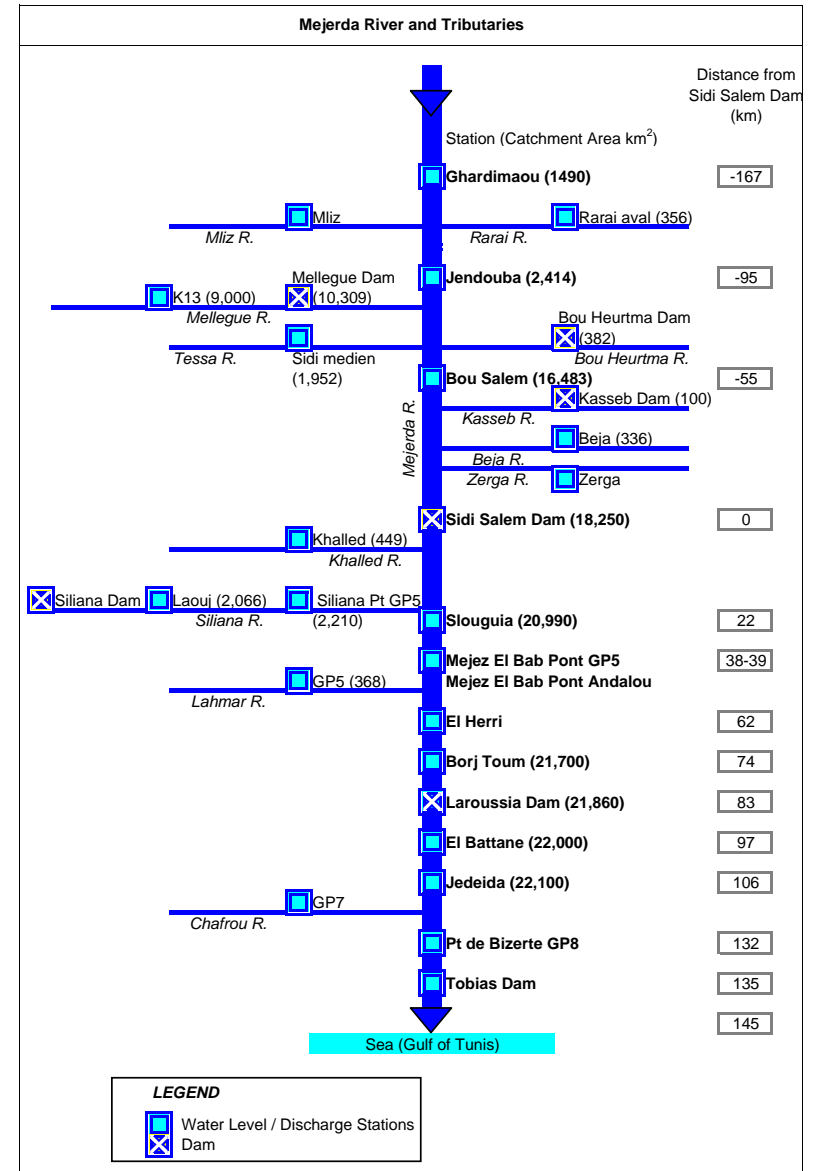 Mejerda River and Tributaries
Distance from
Sidi Salem Dam
(km)
Station (Catchment Area km²)
Ghardimaou (1490)
-167
Mliz
Rarai aval (356)
Mliz R.
Rarai R.
Mellegue Dam
Jendouba (2,414)
-95
K13 (9,000)
(10,309)
Mellegue R.
Bou Heurtma Dam
(382)
Tessa R.
Sidi medien
Bou Heurtma R.
(1,952)
Bou Salem (16,483)
-55
Kasseb Dam (100)
Kasseb R.
Mejerda R.
Beja (336)
Beja R.
Zerga R.
Zerga
Sidi Salem Dam (18,250)
0
Khalled (449)
Khalled R.
Siliana Dam
Laouj (2,066)
Siliana Pt GP5
Siliana R.
(2,210)
Slouguia (20,990)
22
Mejez El Bab Pont GP5
38-39
GP5 (368)
Mejez El Bab Pont Andalou
Lahmar R.
El Herri
62
Borj Toum (21,700)
74
Laroussia Dam (21,860)
83
El Battane (22,000)
97
Jedeida (22,100)
106
GP7
Chafrou R.
Pt de Bizerte GP8
132
Tobias Dam
135
145
Sea (Gulf of Tunis)
LEGEND
Water Level / Discharge Stations
Dam